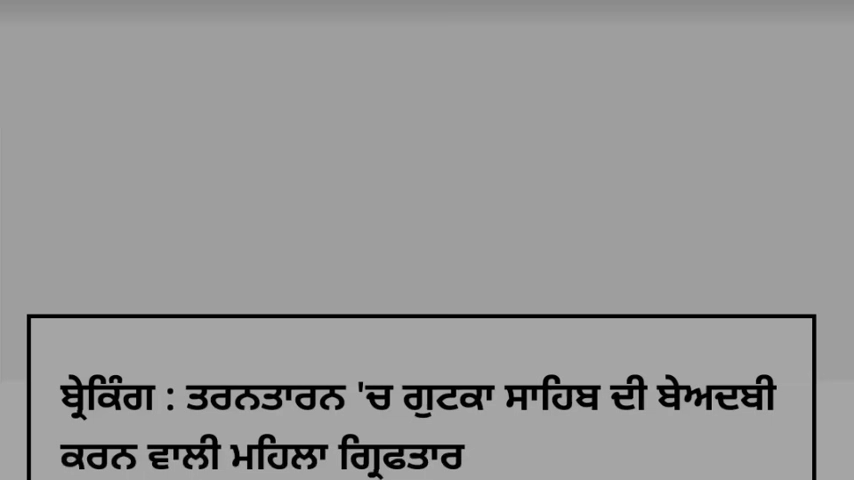 ਬ੍ਰੇਕਿੰਗ : ਤਰਨਤਾਰਨ 'ਚ ਗੁਟਕਾ ਸਾਹਿਬ ਦੀ ਬੇਅਦਬੀ
ਕਰਨ ਵਾਲੀ ਮਹਿਲਾ ਗ੍ਰਿਫਤਾਰ